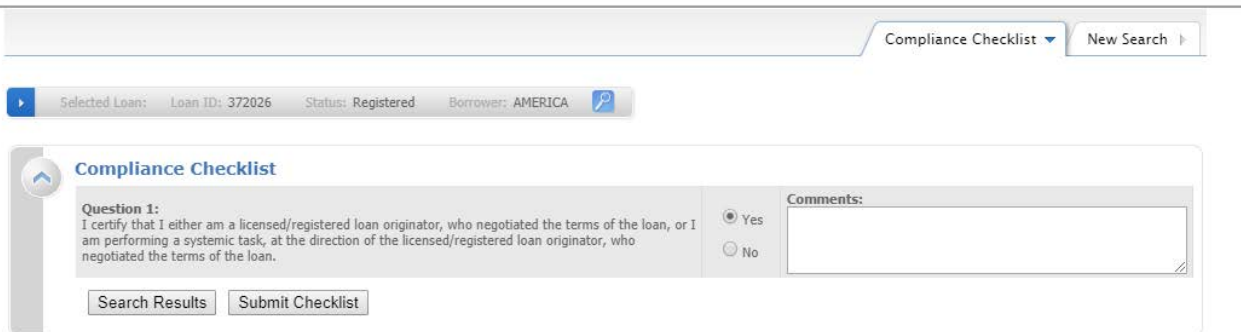 Compliance Checklist New Search
Selected Loan: Loan ID: 372026 Status: Registered Borrower: AMERICA
Compliance Checklist
Question 1:
I certify that I either am a licensed/registered loan originator, who negotiated the terms of the loan, or I
am performing a systemic task, at the direction of the licensed/registered loan originator, who
negotiated the terms of the loan.
Yes
No
Comments:
Search Results Submit Checklist